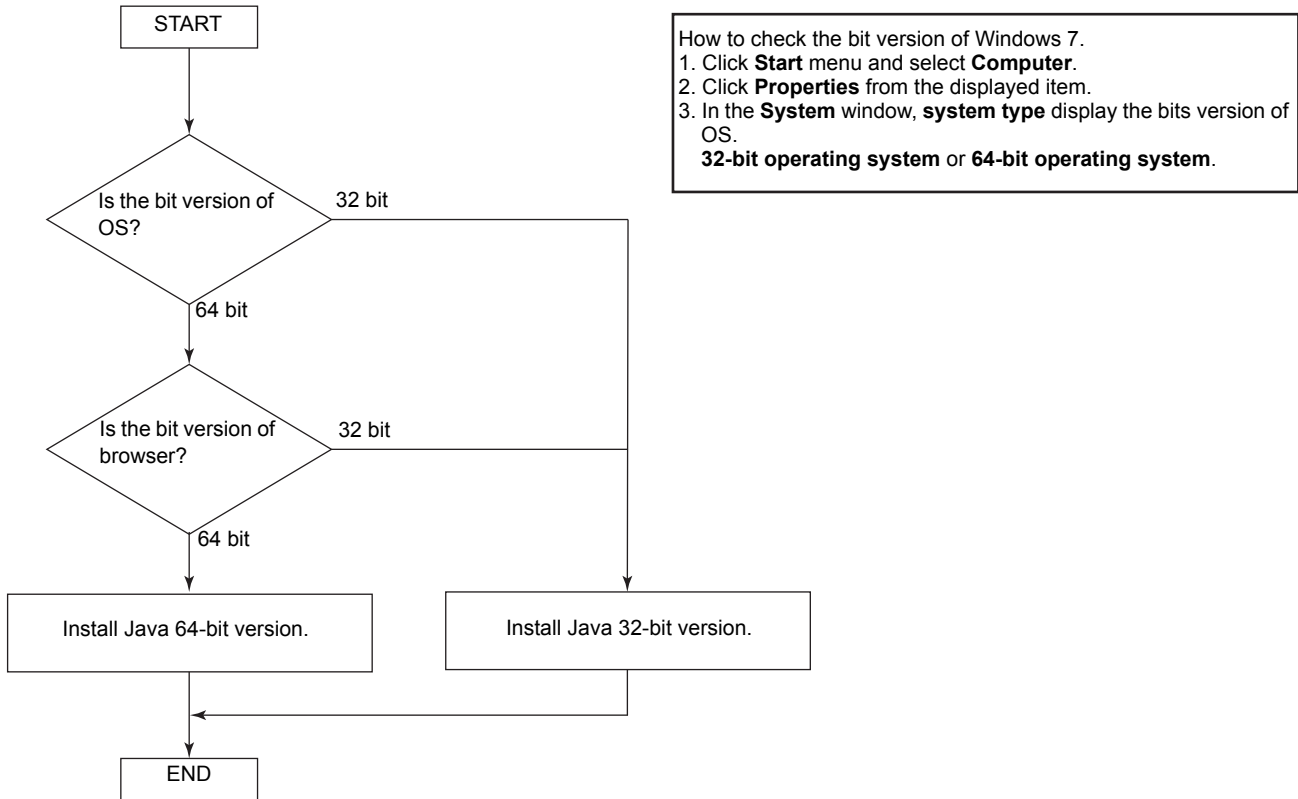 START
How to check the bit version of Windows 7.
1. Click Start menu and select Computer.
2. Click Properties from the displayed item.
3. In the System window, system type display the bits version of
OS.
32-bit operating system or 64-bit operating system.
Is the bit version of
OS?
32 bit
64 bit
Is the bit version of
browser?
32 bit
64 bit
Install Java 64-bit version.
Install Java 32-bit version.
END